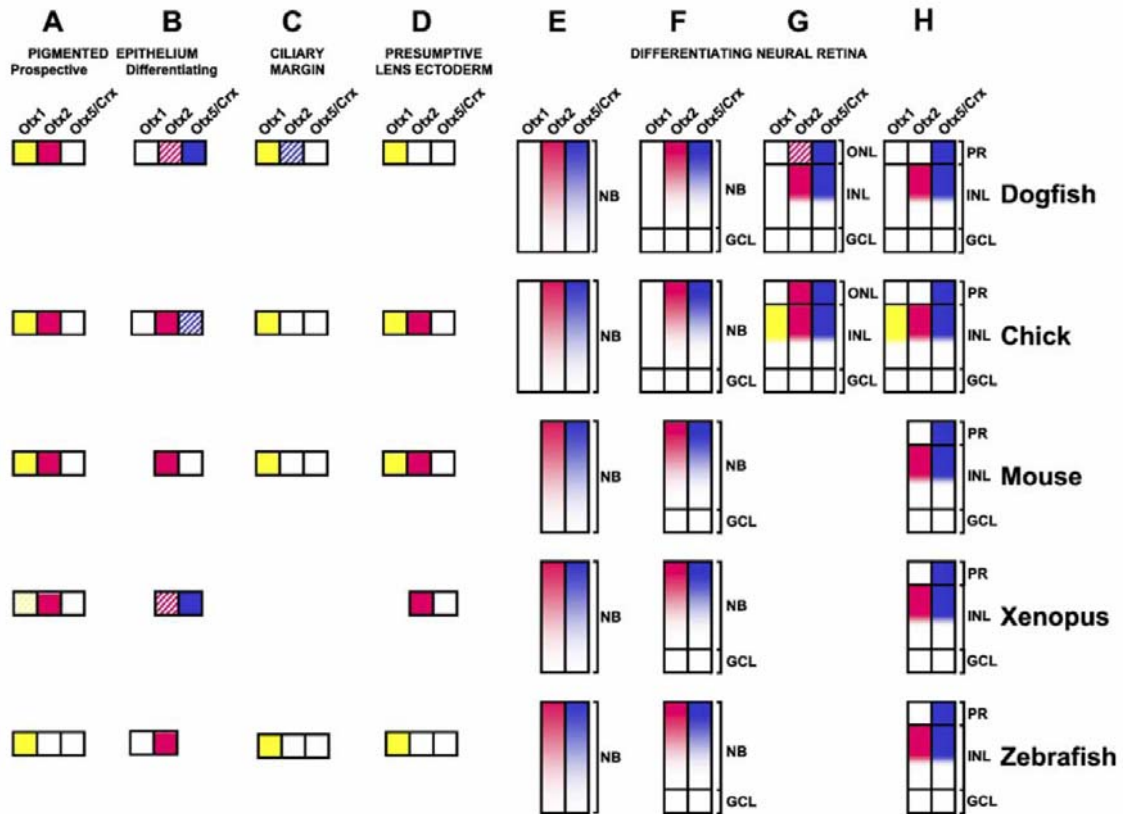 A B C D E F G H
PIGMENTED EPITHELIUM CILIARY PRESUMPTIVE DIFFERENTIATING NEURAL RETINA
Prospective Differentiating MARGIN LENS ECTODERM
Otx1 Otx2 Otx5/Crx Otx1 Otx2 Otx5/Crx Otx1 Otx2 Otx5/Crx Otx1 Otx2 Otx5/Crx Otx1 Otx2 Otx5/Crx Otx1 Otx2 Otx5/Crx Otx1 Otx2 Otx5/Crx Otx1 Otx2 Otx5/Crx
ONL PR
NB NB INL INL Dogfish
GCL GCL GCL
ONL PR
NB NB INL INL Chick
GCL GCL GCL
PR
NB NB INL Mouse
GCL GCL
PR
NB NB INL Xenopus
GCL GCL
PR
NB NB INL Zebrafish
GCL GCL